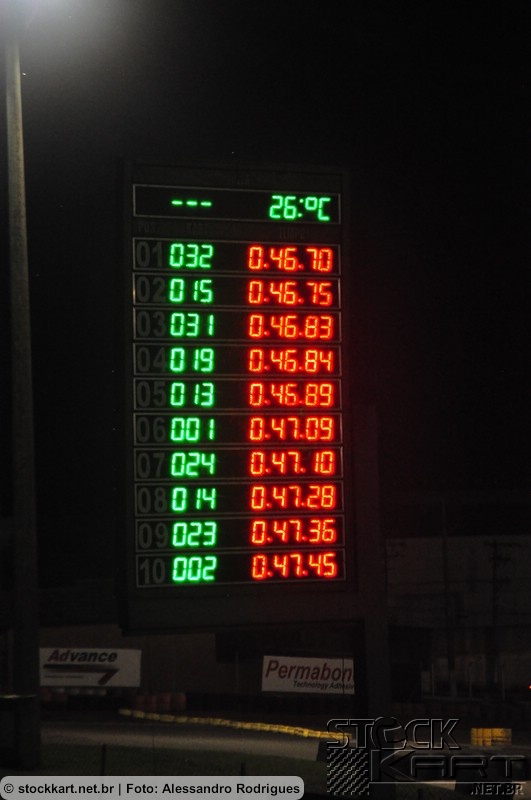 --- 26:°C
01 032 0.46.70
02 015 0.46.75
03 031 0.46.83
04 019 0.46.84
05 013 0.46.89
06 001 0.47.09
07 024 0.47.10
08 014 0.47.28
09 023 0.47.36
10 002 0.47.45
Advance
Permabond
Technology Adhesives
STOCK
KART
.NET.BR
© stockkart.net.br | Foto: Alessandro Rodrigues